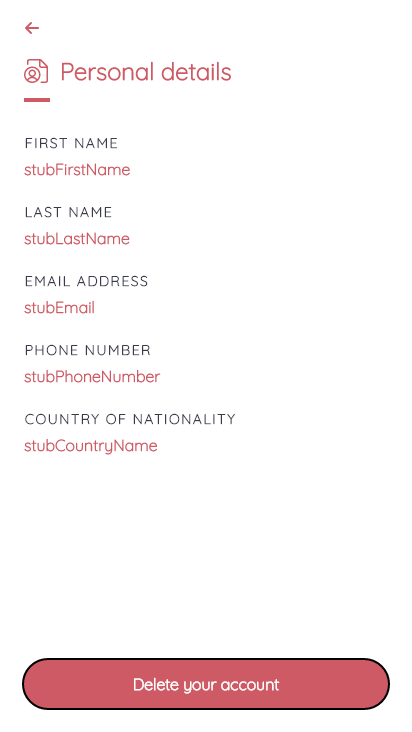 Personal details
FIRST NAME
stubFirstName
LAST NAME
stubLastName
EMAIL ADDRESS
stubEmail
PHONE NUMBER
stubPhoneNumber
COUNTRY OF NATIONALITY
stubCountryName
Delete your account